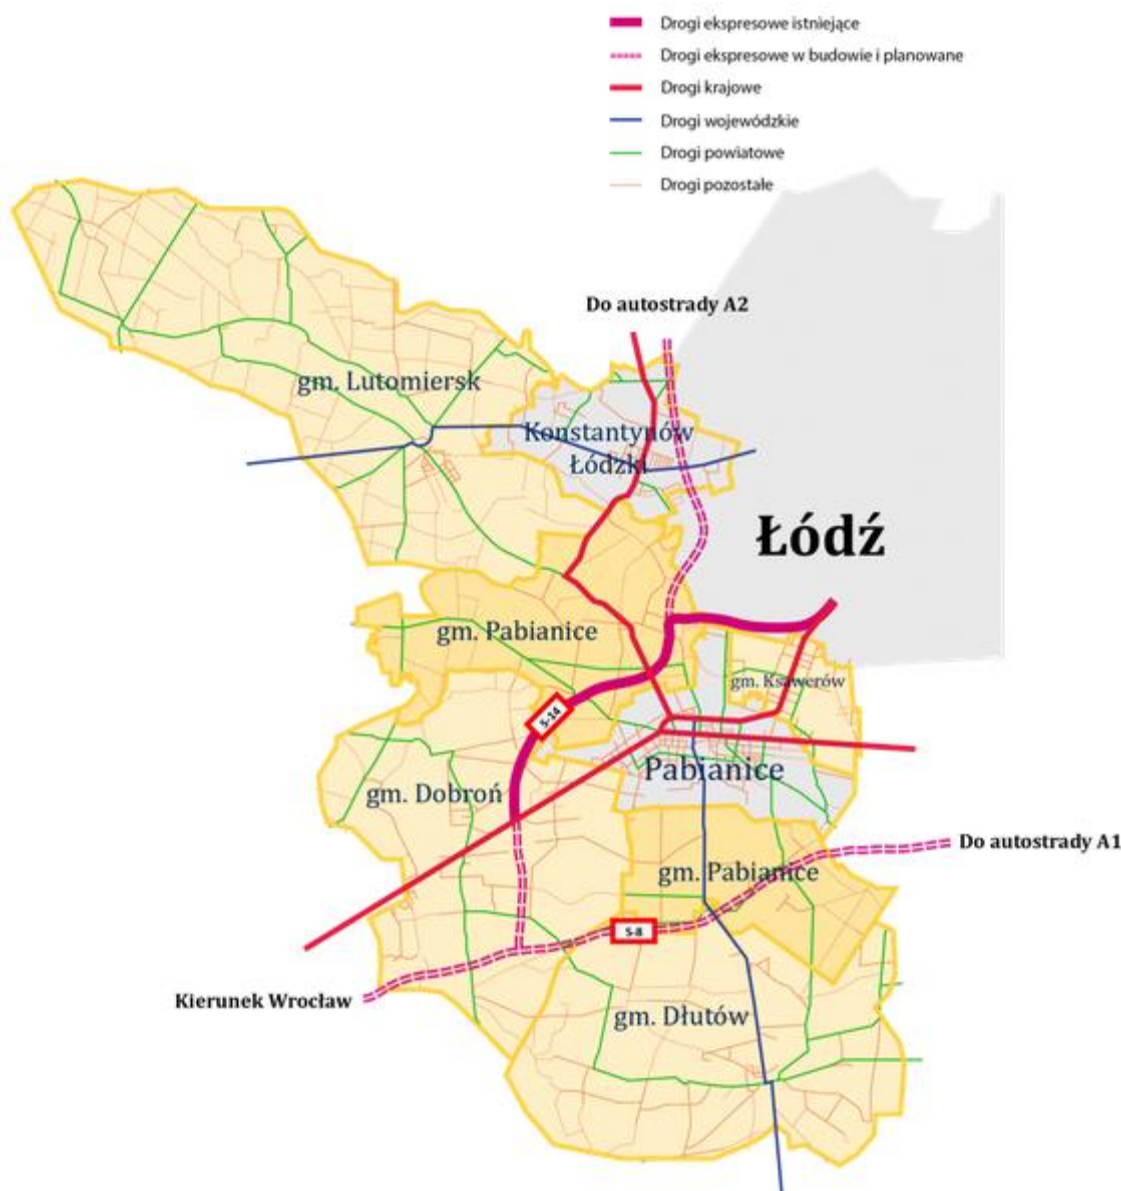 Drogi ekspresowe istniejące
Drogi ekspresowe w budowie i planowane
Drogi krajowe
Drogi wojewódzkie
Drogi powiatowe
Drogi pozostałe
Do autostrady A2
gm. Lutomiersk
Konstantynów
Łódzki
Łódź
gm. Pabianice
gm. Ksawerów
S-14
Pabianice
gm. Dobroń
Do autostrady A1
gm. Pabianice
S-8
Kierunek Wrocław
gm. Dłutów